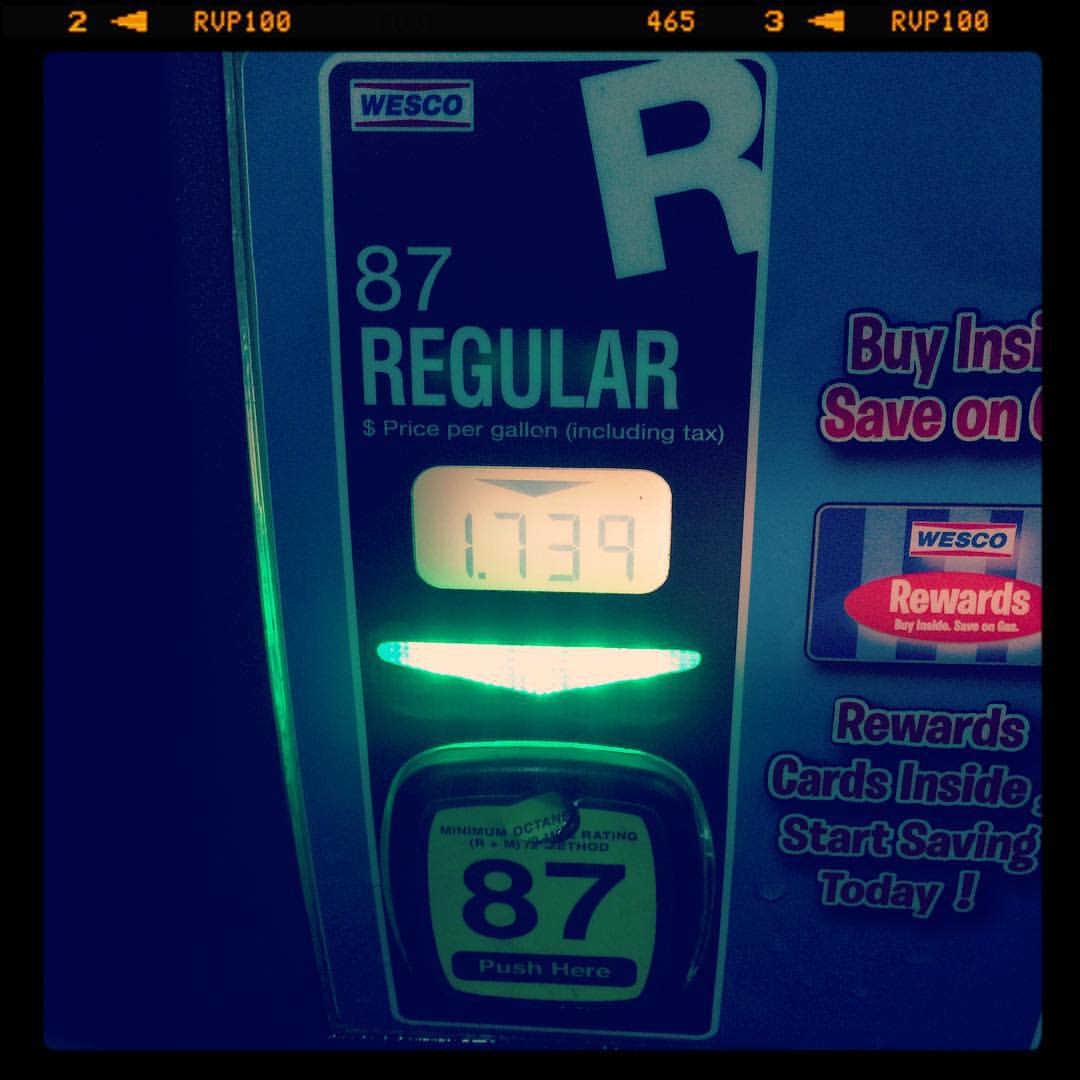 2 RVP100 465 3 RVP100
WESCO
R
87
REGULAR
$ Price per gallon (including tax)
1.739
MINIMUM OCTANE RATING
(R + M) /2 METHOD
87
Push Here
Buy Insi
Save on
WESCO
Rewards
Buy Inside. Save on Gas.
Rewards
Cards Inside
Start Saving
Today !